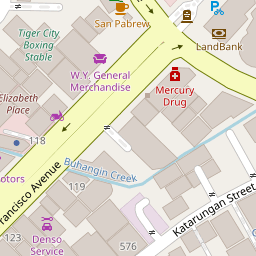 San Pabrew
Tiger City
Boxing
Stable
LandBank
W.Y. General
Merchandise
Mercury
Drug
Elizabeth
Place
118
Buhangin Creek
119
Francisco Avenue
Katarungan Street
123
Denso
Service
576